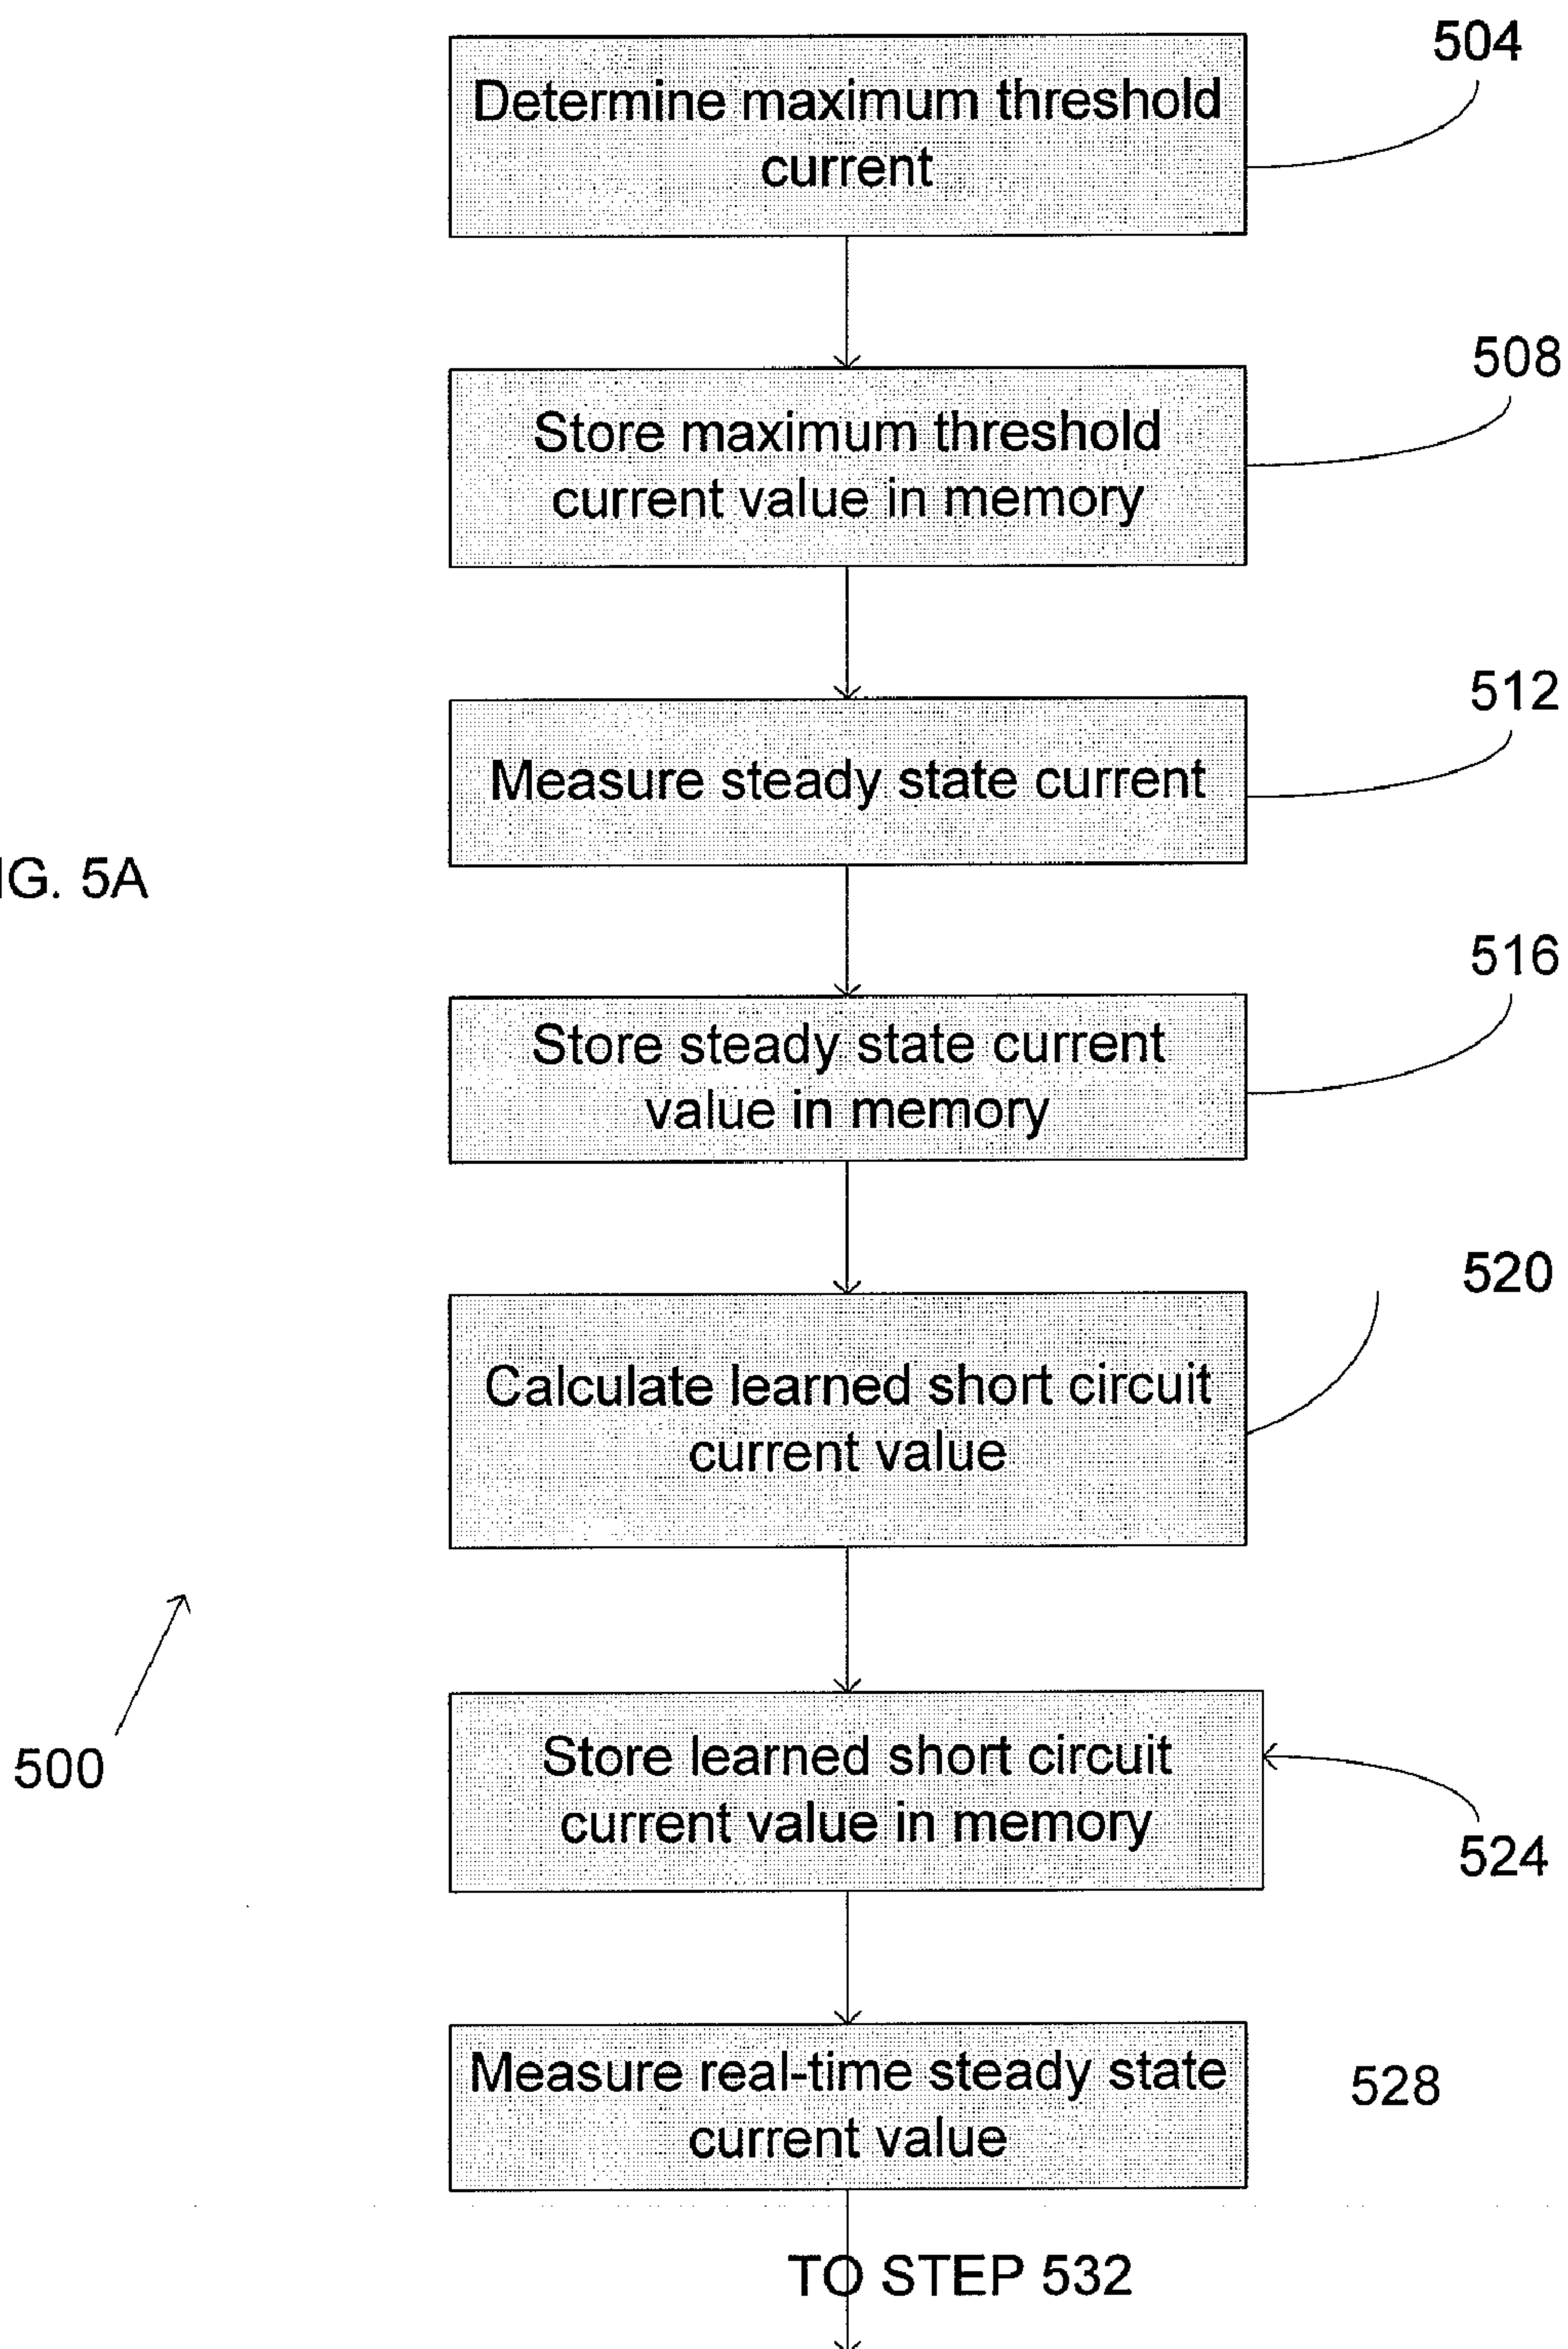 504
Determine maximum threshold
current
508
Store maximum threshold
current value in memory
512
Measure steady state current
G. 5A
516
Store steady state current
value in memory
520
Calculate learned short circuit
current value
500
Store learned short circuit
current value in memory
524
Measure real-time steady state
current value
528
TO STEP 532